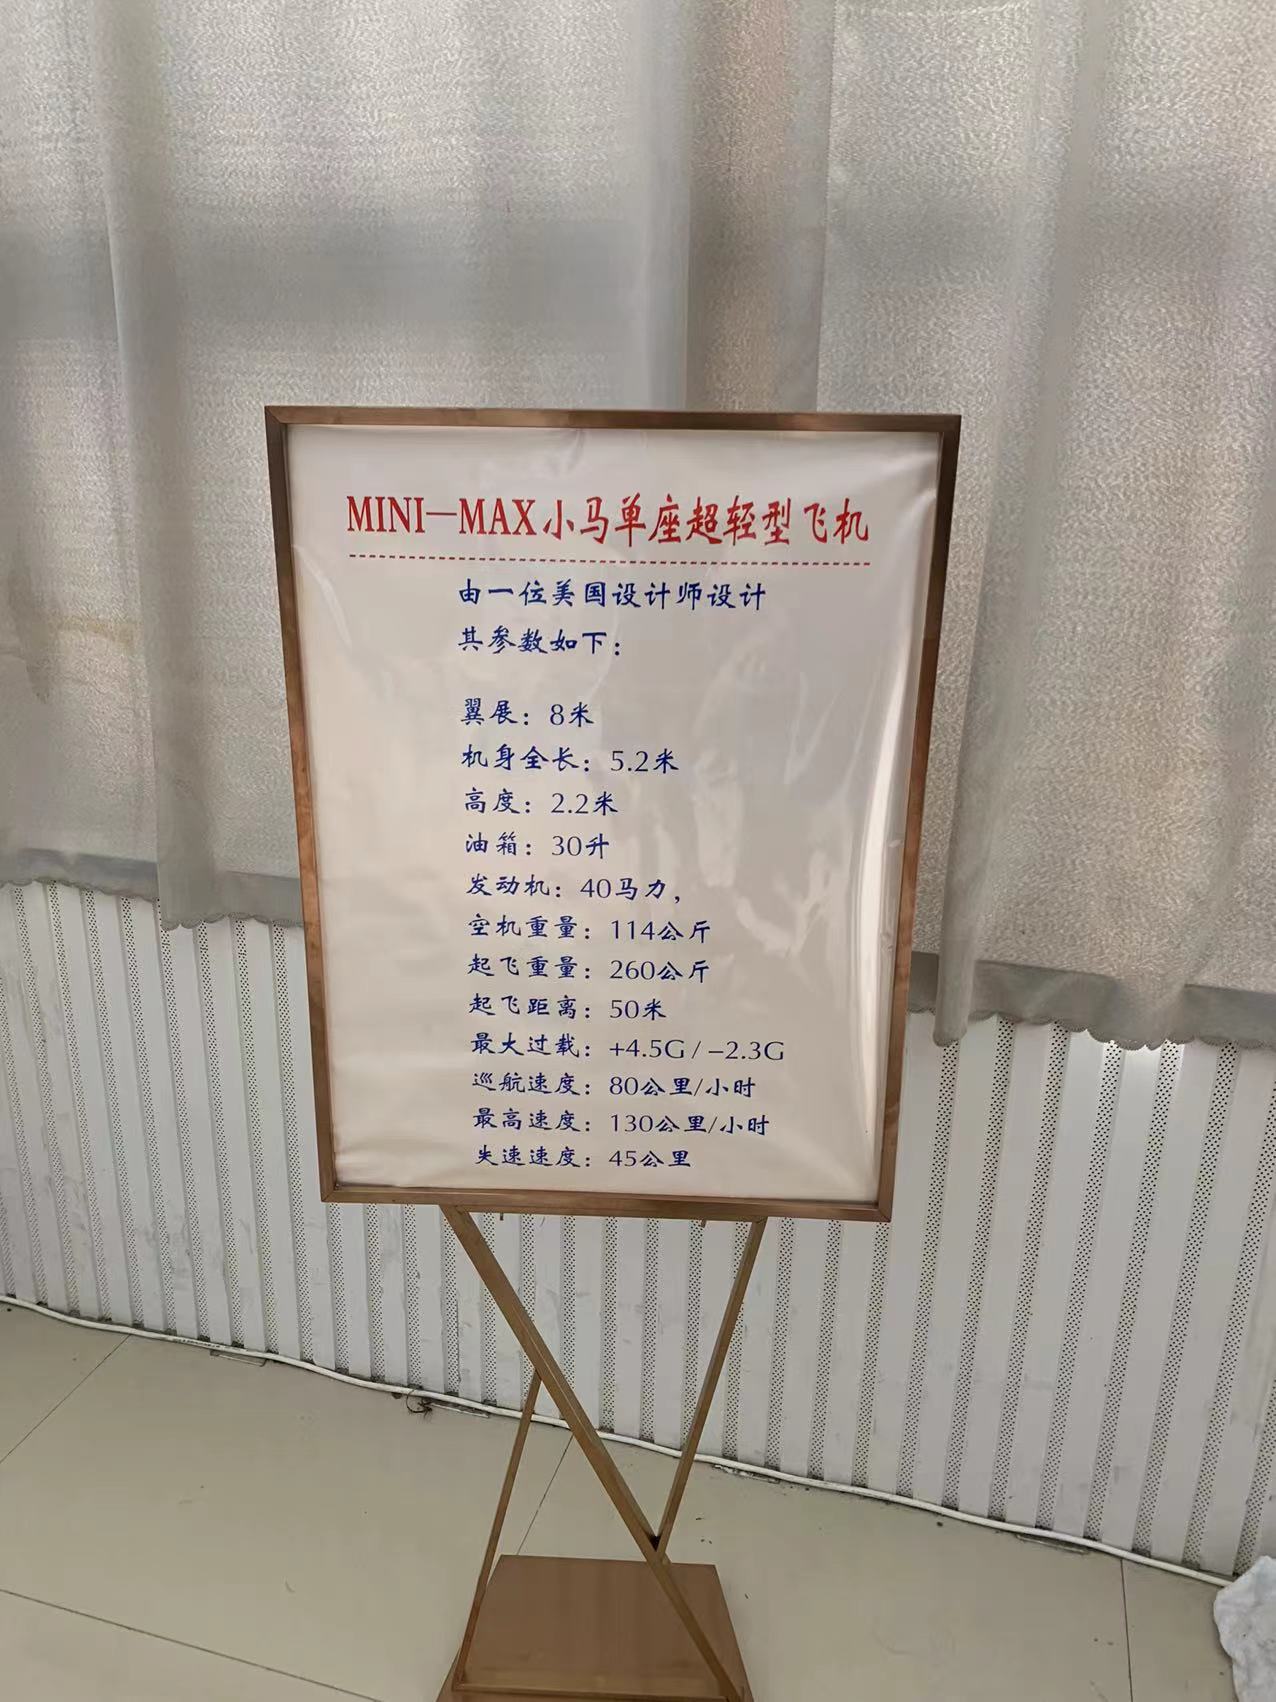 MINI—MAX小马单座超轻型飞机
由一位美国设计师设计
其参数如下：
翼展：8米
机身全长：5.2米
高度：2.2米
油箱：30升
发动机：40马力，
空机重量：114公斤
起飞重量：260公斤
起飞距离：50米
最大过载：+4.5G / −2.3G
巡航速度：80公里/小时
最高速度：130公里/小时
失速速度：45公里